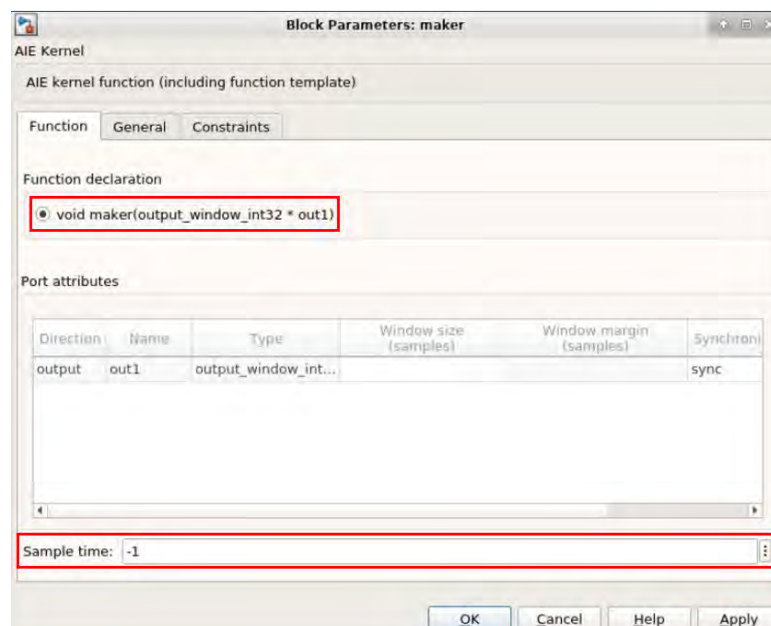 Block Parameters: maker
AIE Kernel
AIE kernel function (including function template)
Function General Constraints
Function declaration
void maker(output_window_int32 * out1)
Port attributes
Direction Name Type Window size (samples) Window margin (samples) Synchroni
output out1 output_window_int... sync
Sample time: -1
OK Cancel Help Apply